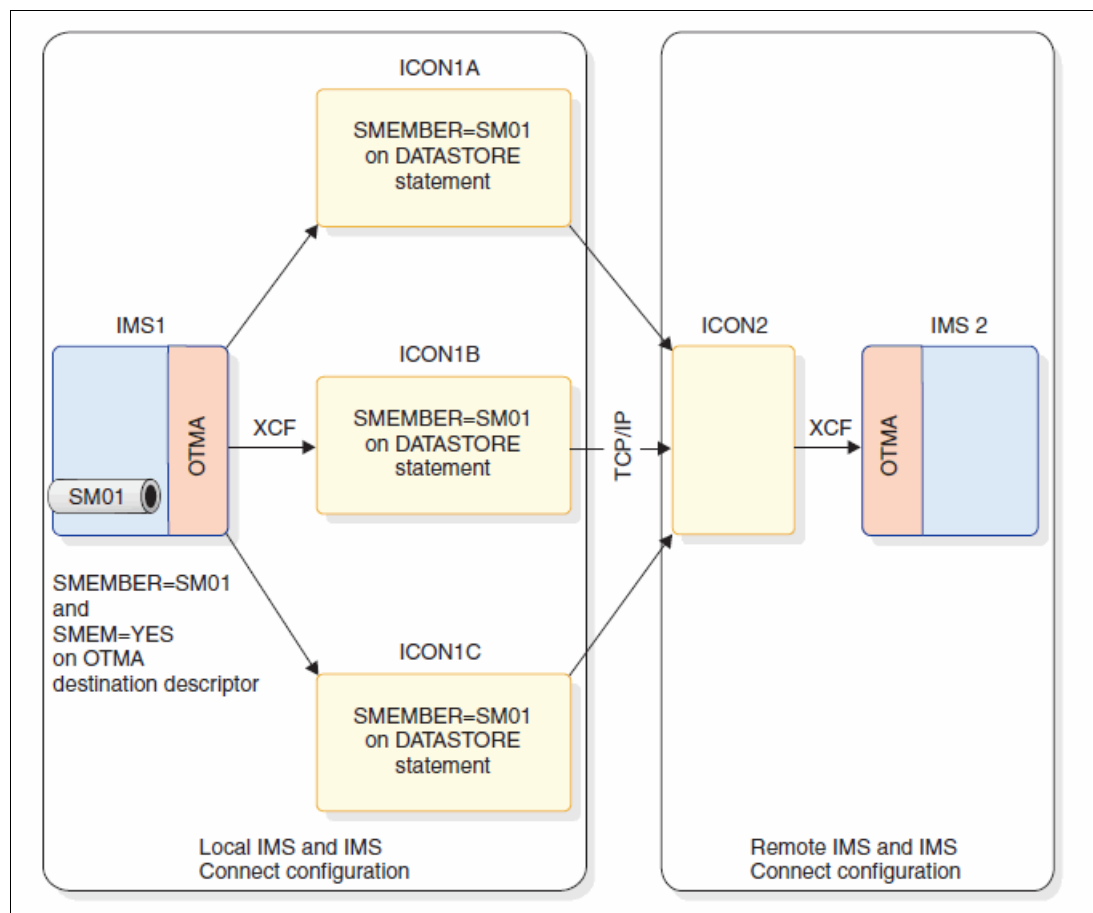 ICON1A
SMEMBER=SM01
on DATASTORE
statement
IMS1
OTMA
SM01
XCF
ICON1B
SMEMBER=SM01
on DATASTORE
statement
TCP/IP
ICON2
XCF
IMS 2
OTMA
SMEMBER=SM01
and
SMEM=YES
on OTMA
destination descriptor
ICON1C
SMEMBER=SM01
on DATASTORE
statement
Local IMS and IMS
Connect configuration
Remote IMS and IMS
Connect configuration